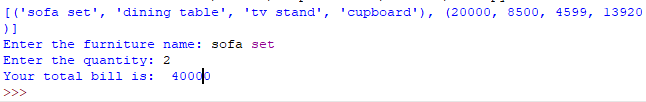 [('sofa set', 'dining table', 'tv stand', 'cupboard'), (20000, 8500, 4599, 13920
)]
Enter the furniture name: sofa set
Enter the quantity: 2
Your total bill is:  40000
>>>